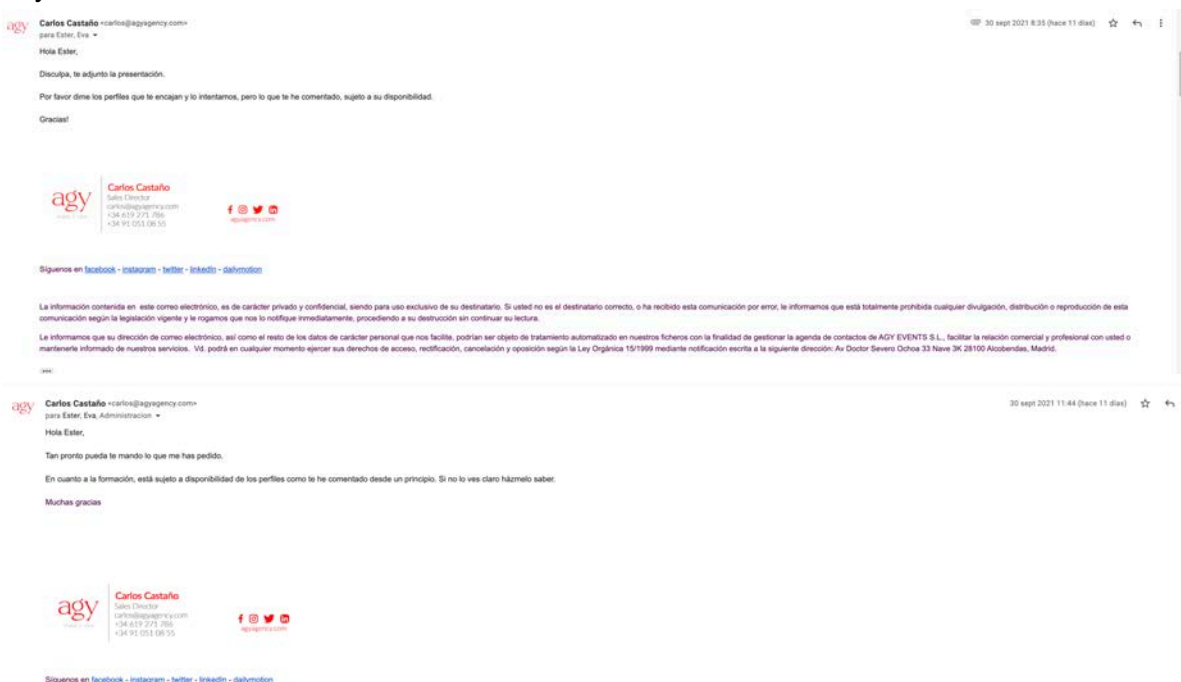 agy
Carlos Castaño <carlos@agyagency.com>
30 sept 2021 8:35 (hace 11 días)
para Ester, Eva
Hola Ester,
Disculpa, te adjunto la presentación.
Por favor dime los perfiles que te encajan y lo intentamos, pero lo que te he comentado, sujeto a su disponibilidad.
Gracias!
agy
Carlos Castaño
Sales Director
carlos@agyagency.com
+34 619 271 786
+34 91 051 08 55
agyagency.com
Síguenos en facebook - instagram - twitter - linkedin - dailymotion
La información contenida en este correo electrónico, es de carácter privado y confidencial, siendo para uso exclusivo de su destinatario. Si usted no es el destinatario correcto, o ha recibido esta comunicación por error, le informamos que está totalmente prohibida cualquier divulgación, distribución o reproducción de esta
comunicación según la legislación vigente y le rogamos que nos lo notifique inmediatamente, procediendo a su destrucción sin continuar su lectura.
Le informamos que su dirección de correo electrónico, así como el resto de los datos de carácter personal que nos facilite, podrían ser objeto de tratamiento automatizado en nuestros ficheros con la finalidad de gestionar la agenda de contactos de AGY EVENTS S.L., facilitar la relación comercial y profesional con usted o
mantenerle informado de nuestros servicios. Vd. podrá en cualquier momento ejercer sus derechos de acceso, rectificación, cancelación y oposición según la Ley Orgánica 15/1999 mediante notificación escrita a la siguiente dirección: Av Doctor Severo Ochoa 33 Nave 3K 28100 Alcobendas, Madrid.
agy
Carlos Castaño <carlos@agyagency.com>
30 sept 2021 11:44 (hace 11 días)
para Ester, Eva, Administracion
Hola Ester,
Tan pronto pueda te mando lo que me has pedido.
En cuanto a la formación, está sujeto a disponibilidad de los perfiles como te he comentado desde un principio. Si no lo ves claro házmelo saber.
Muchas gracias
agy
Carlos Castaño
Sales Director
carlos@agyagency.com
+34 619 271 786
+34 91 051 08 55
agyagency.com
Síguenos en facebook - instagram - twitter - linkedin - dailymotion